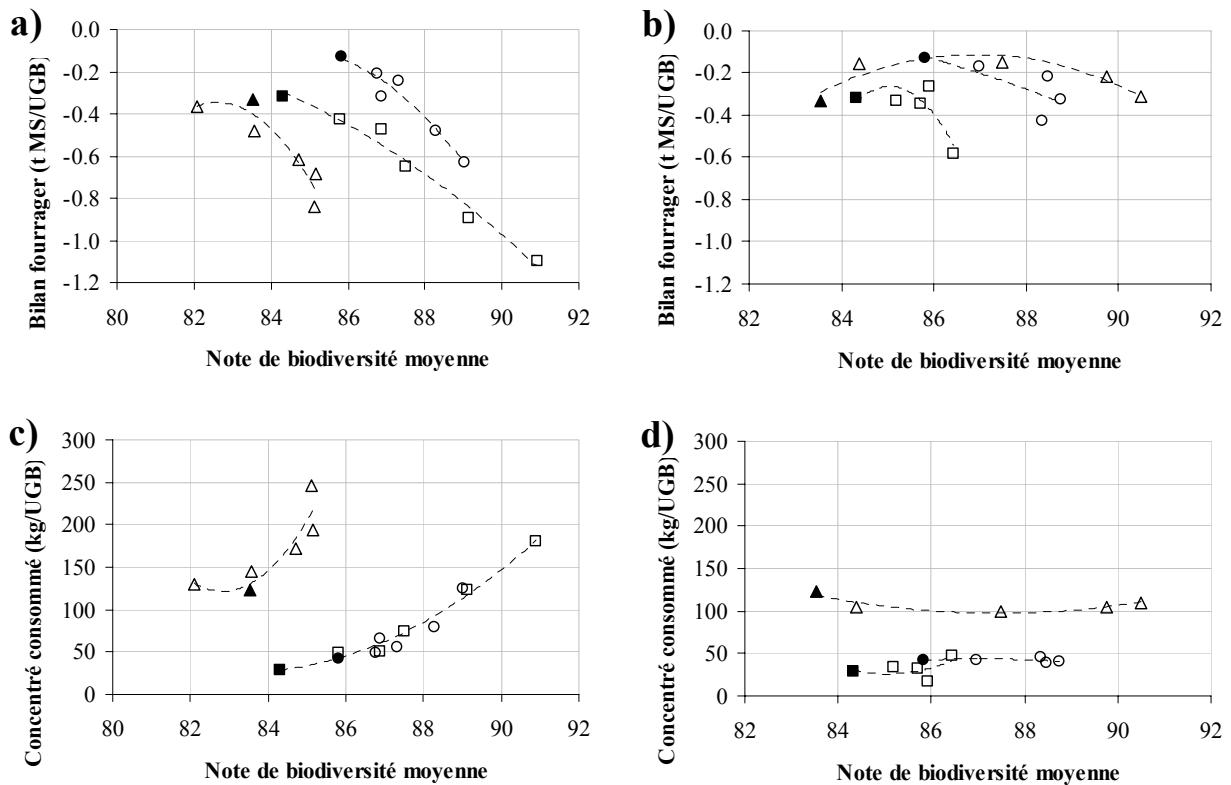 a)
Bilan fourrager (t MS/UGB)
0.0
-0.2
-0.4
-0.6
-0.8
-1.0
-1.2
80 82 84 86 88 90 92
Note de biodiversité moyenne
b)
Bilan fourrager (t MS/UGB)
0.0
-0.2
-0.4
-0.6
-0.8
-1.0
-1.2
82 84 86 88 90 92
Note de biodiversité moyenne
c)
Concentré consommé (kg/UGB)
300
250
200
150
100
50
0
80 82 84 86 88 90 92
Note de biodiversité moyenne
d)
Concentré consommé (kg/UGB)
300
250
200
150
100
50
0
82 84 86 88 90 92
Note de biodiversité moyenne